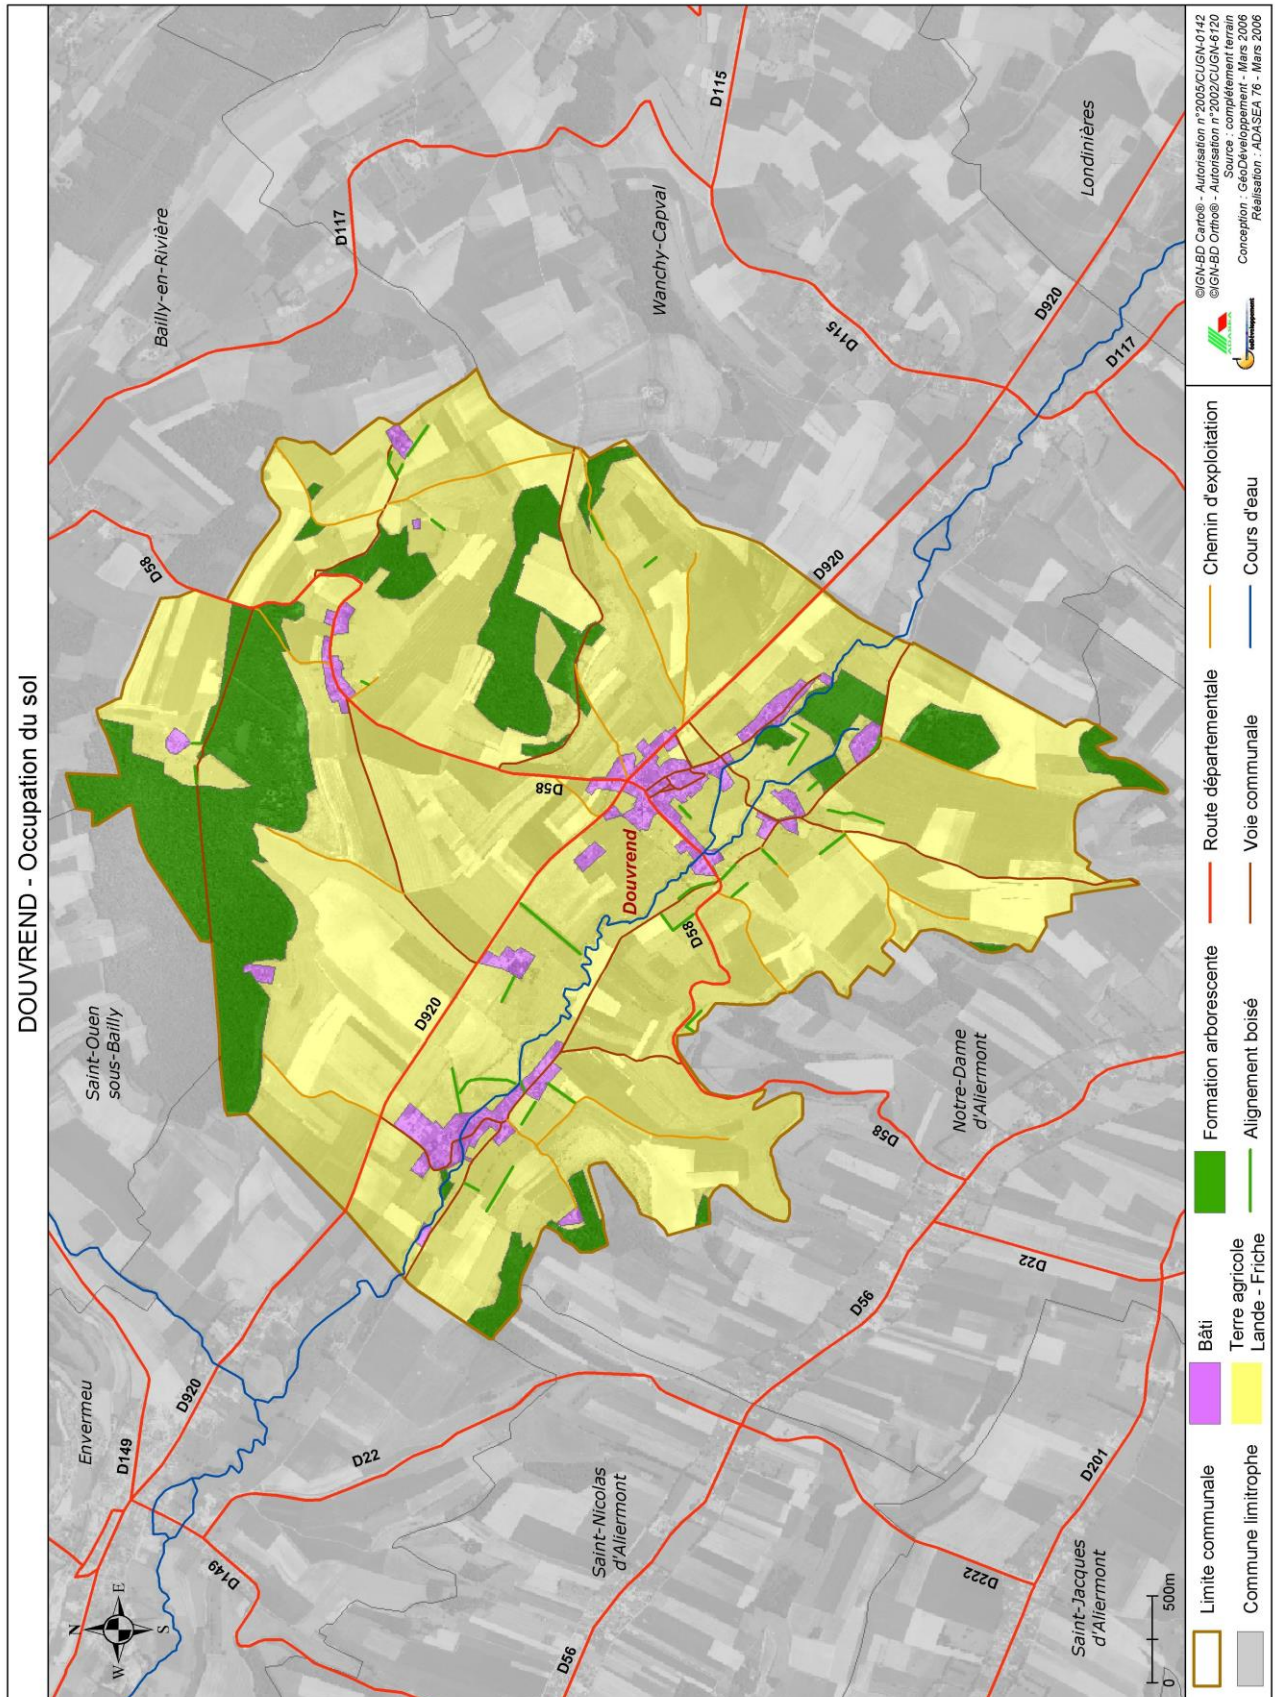 DOUVREND - Occupation du sol
Envermeu
Saint-Ouen
sous-Bailly
Bailly-en-Rivière
Wanchy-Capval
Londinières
Notre-Dame
d'Aliermont
Saint-Nicolas
d'Aliermont
Saint-Jacques
d'Aliermont
Douvrend
D149
D920
D149
D22
D56
D222
D201
D56
D22
D58
D920
D58
D58
D58
D920
D117
D115
D115
D920
D117
N
W
E
S
0
500m
Limite communale
Commune limitrophe
Bâti
Terre agricole
Lande - Friche
Formation arborescente
Alignement boisé
Route départementale
Voie communale
Chemin d'exploitation
Cours d'eau
©IGN-BD Carto® - Autorisation n°2005/CUGN-0142
©IGN-BD Ortho® - Autorisation n°2002/CUGN-6120
Source : complétement terrain
Conception : GéoDéveloppement - Mars 2006
Réalisation : ADASEA 76 - Mars 2006